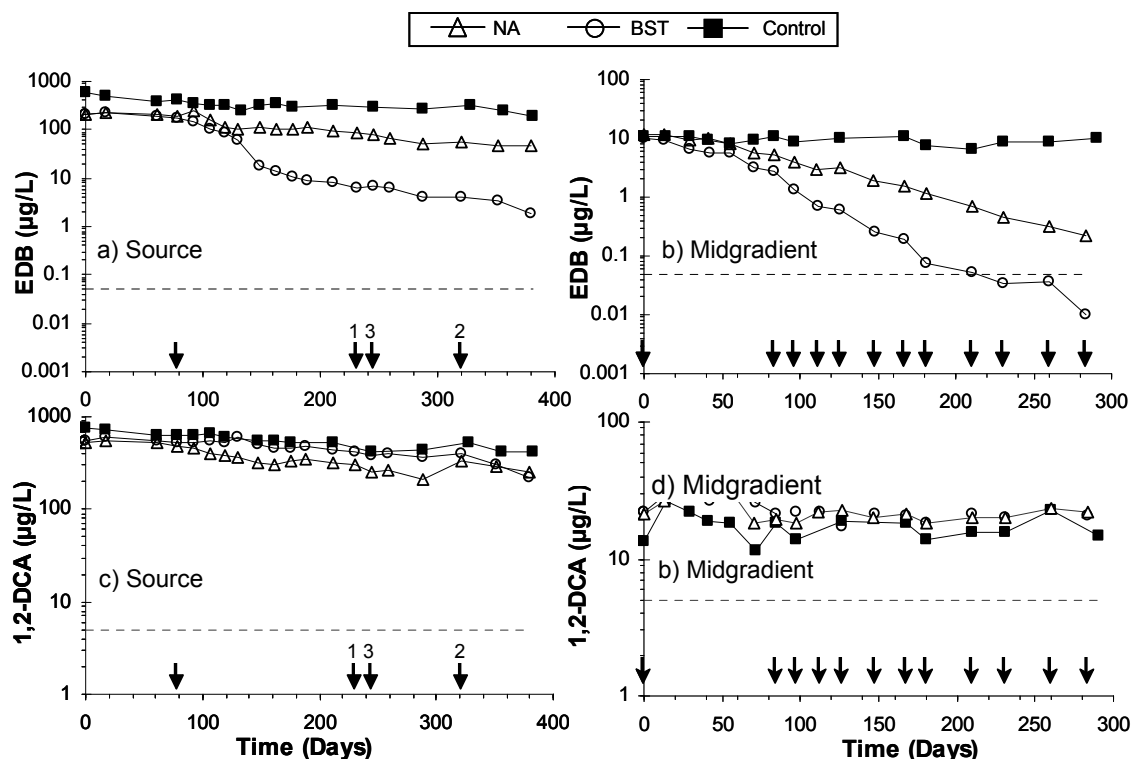 NA BST Control
EDB (µg/L)
1000
100
10
1
0.1
0.01
0.001
a) Source
1 3 2
0 100 200 300 400
EDB (µg/L)
100
10
1
0.1
0.01
0.001
b) Midgradient
0 50 100 150 200 250 300
1,2-DCA (µg/L)
1000
100
10
1
c) Source
1 3 2
0 100 200 300 400
Time (Days)
1,2-DCA (µg/L)
100
10
1
d) Midgradient
b) Midgradient
0 50 100 150 200 250 300
Time (Days)